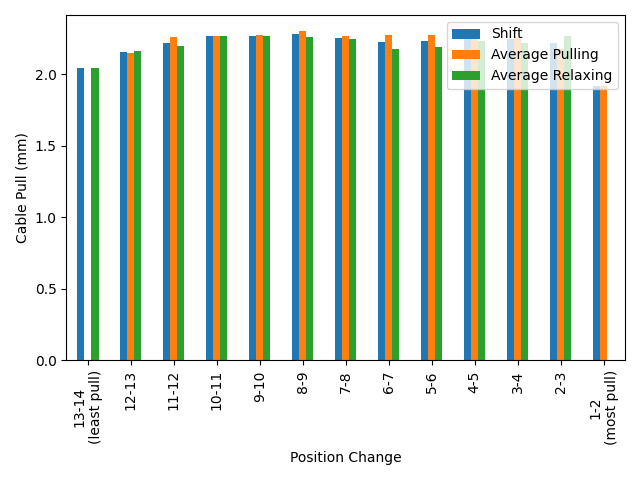 Shift
Average Pulling
Average Relaxing
Cable Pull (mm)
2.0
1.5
1.0
0.5
0.0
13-14
(least pull)
12-13
11-12
10-11
9-10
8-9
7-8
6-7
5-6
4-5
3-4
2-3
1-2
(most pull)
Position Change